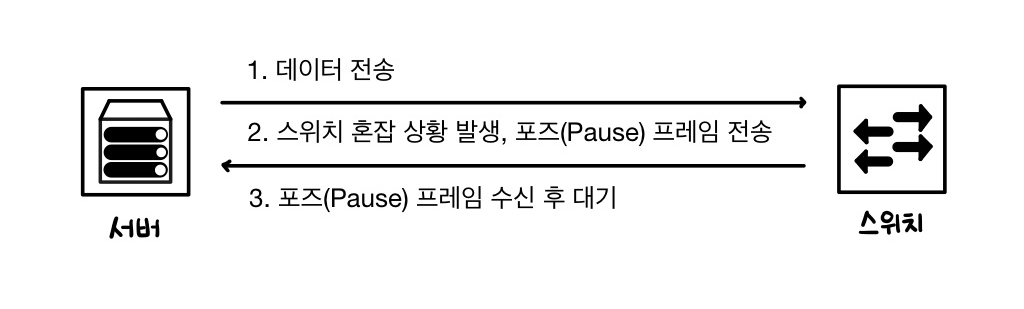 1. 데이터 전송
2. 스위치 혼잡 상황 발생, 포즈(Pause) 프레임 전송
3. 포즈(Pause) 프레임 수신 후 대기
서버
스위치